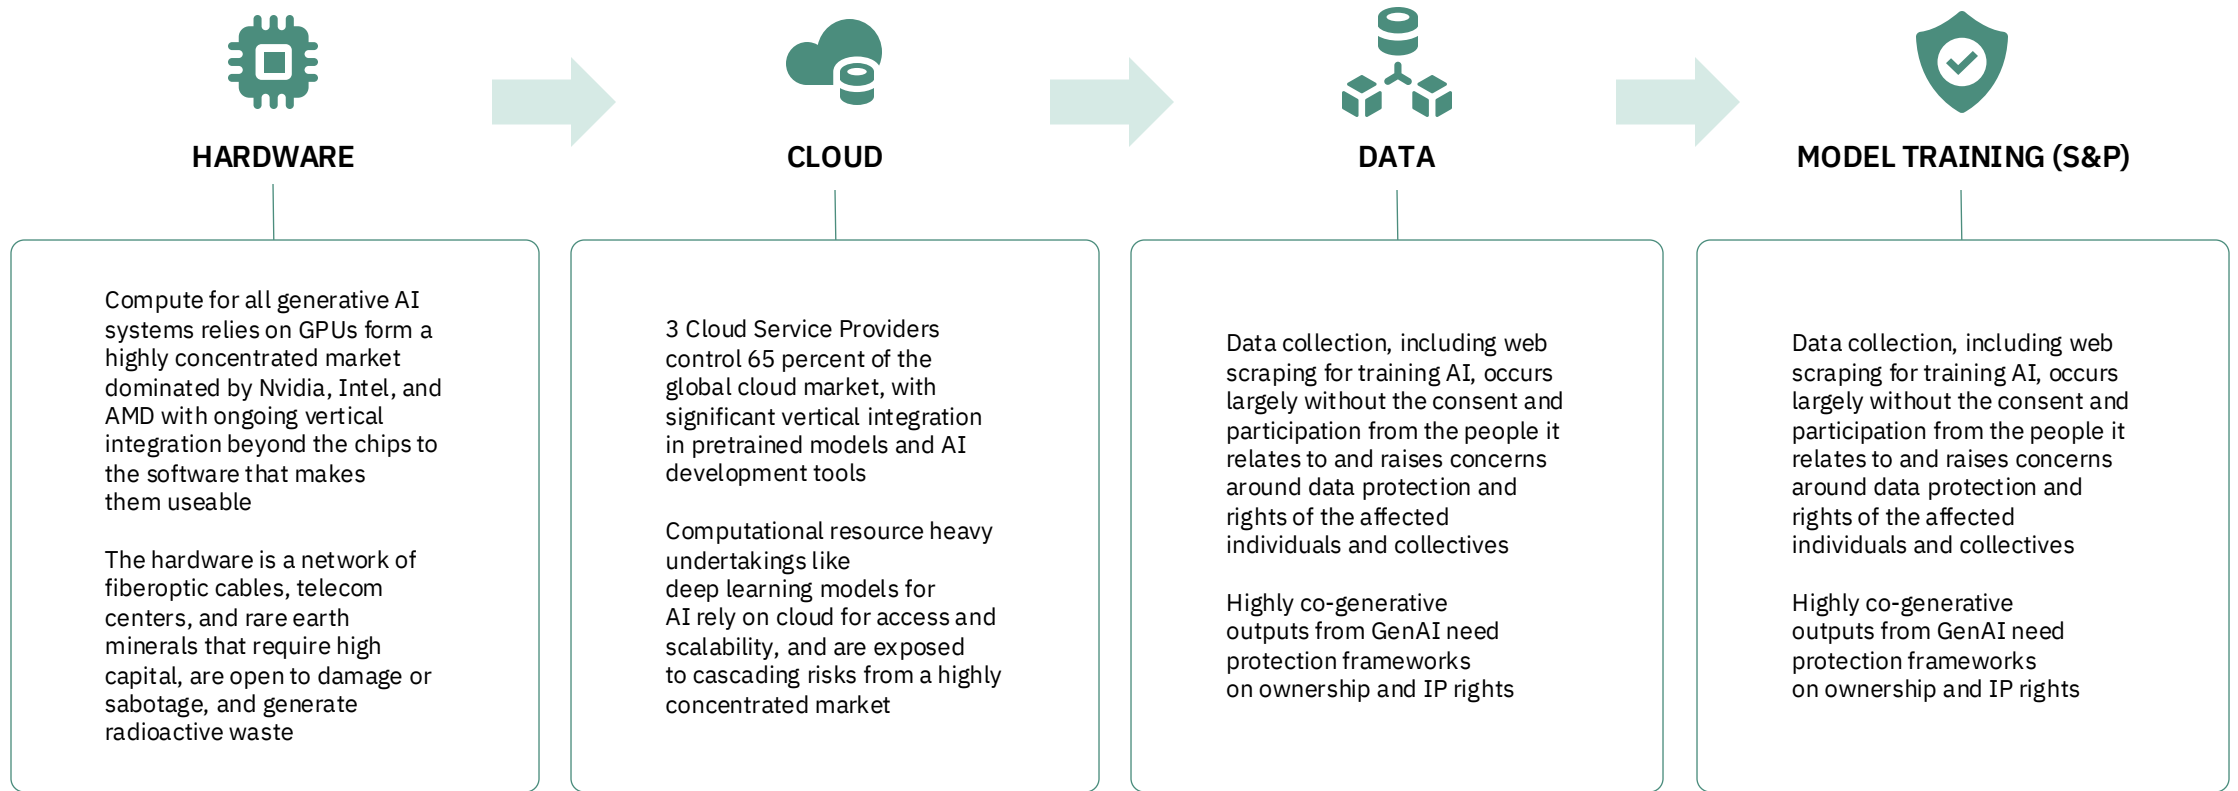 HARDWARE
Compute for all generative AI
systems relies on GPUs form a
highly concentrated market
dominated by Nvidia, Intel, and
AMD with ongoing vertical
integration beyond the chips to
the software that makes
them useable
The hardware is a network of
fiberoptic cables, telecom
centers, and rare earth
minerals that require high
capital, are open to damage or
sabotage, and generate
radioactive waste
CLOUD
3 Cloud Service Providers
control 65 percent of the
global cloud market, with
significant vertical integration
in pretrained models and AI
development tools
Computational resource heavy
undertakings like
deep learning models for
AI rely on cloud for access and
scalability, and are exposed
to cascading risks from a highly
concentrated market
DATA
Data collection, including web
scraping for training AI, occurs
largely without the consent and
participation from the people it
relates to and raises concerns
around data protection and
rights of the affected
individuals and collectives
Highly co-generative
outputs from GenAI need
protection frameworks
on ownership and IP rights
MODEL TRAINING (S&P)
Data collection, including web
scraping for training AI, occurs
largely without the consent and
participation from the people it
relates to and raises concerns
around data protection and
rights of the affected
individuals and collectives
Highly co-generative
outputs from GenAI need
protection frameworks
on ownership and IP rights